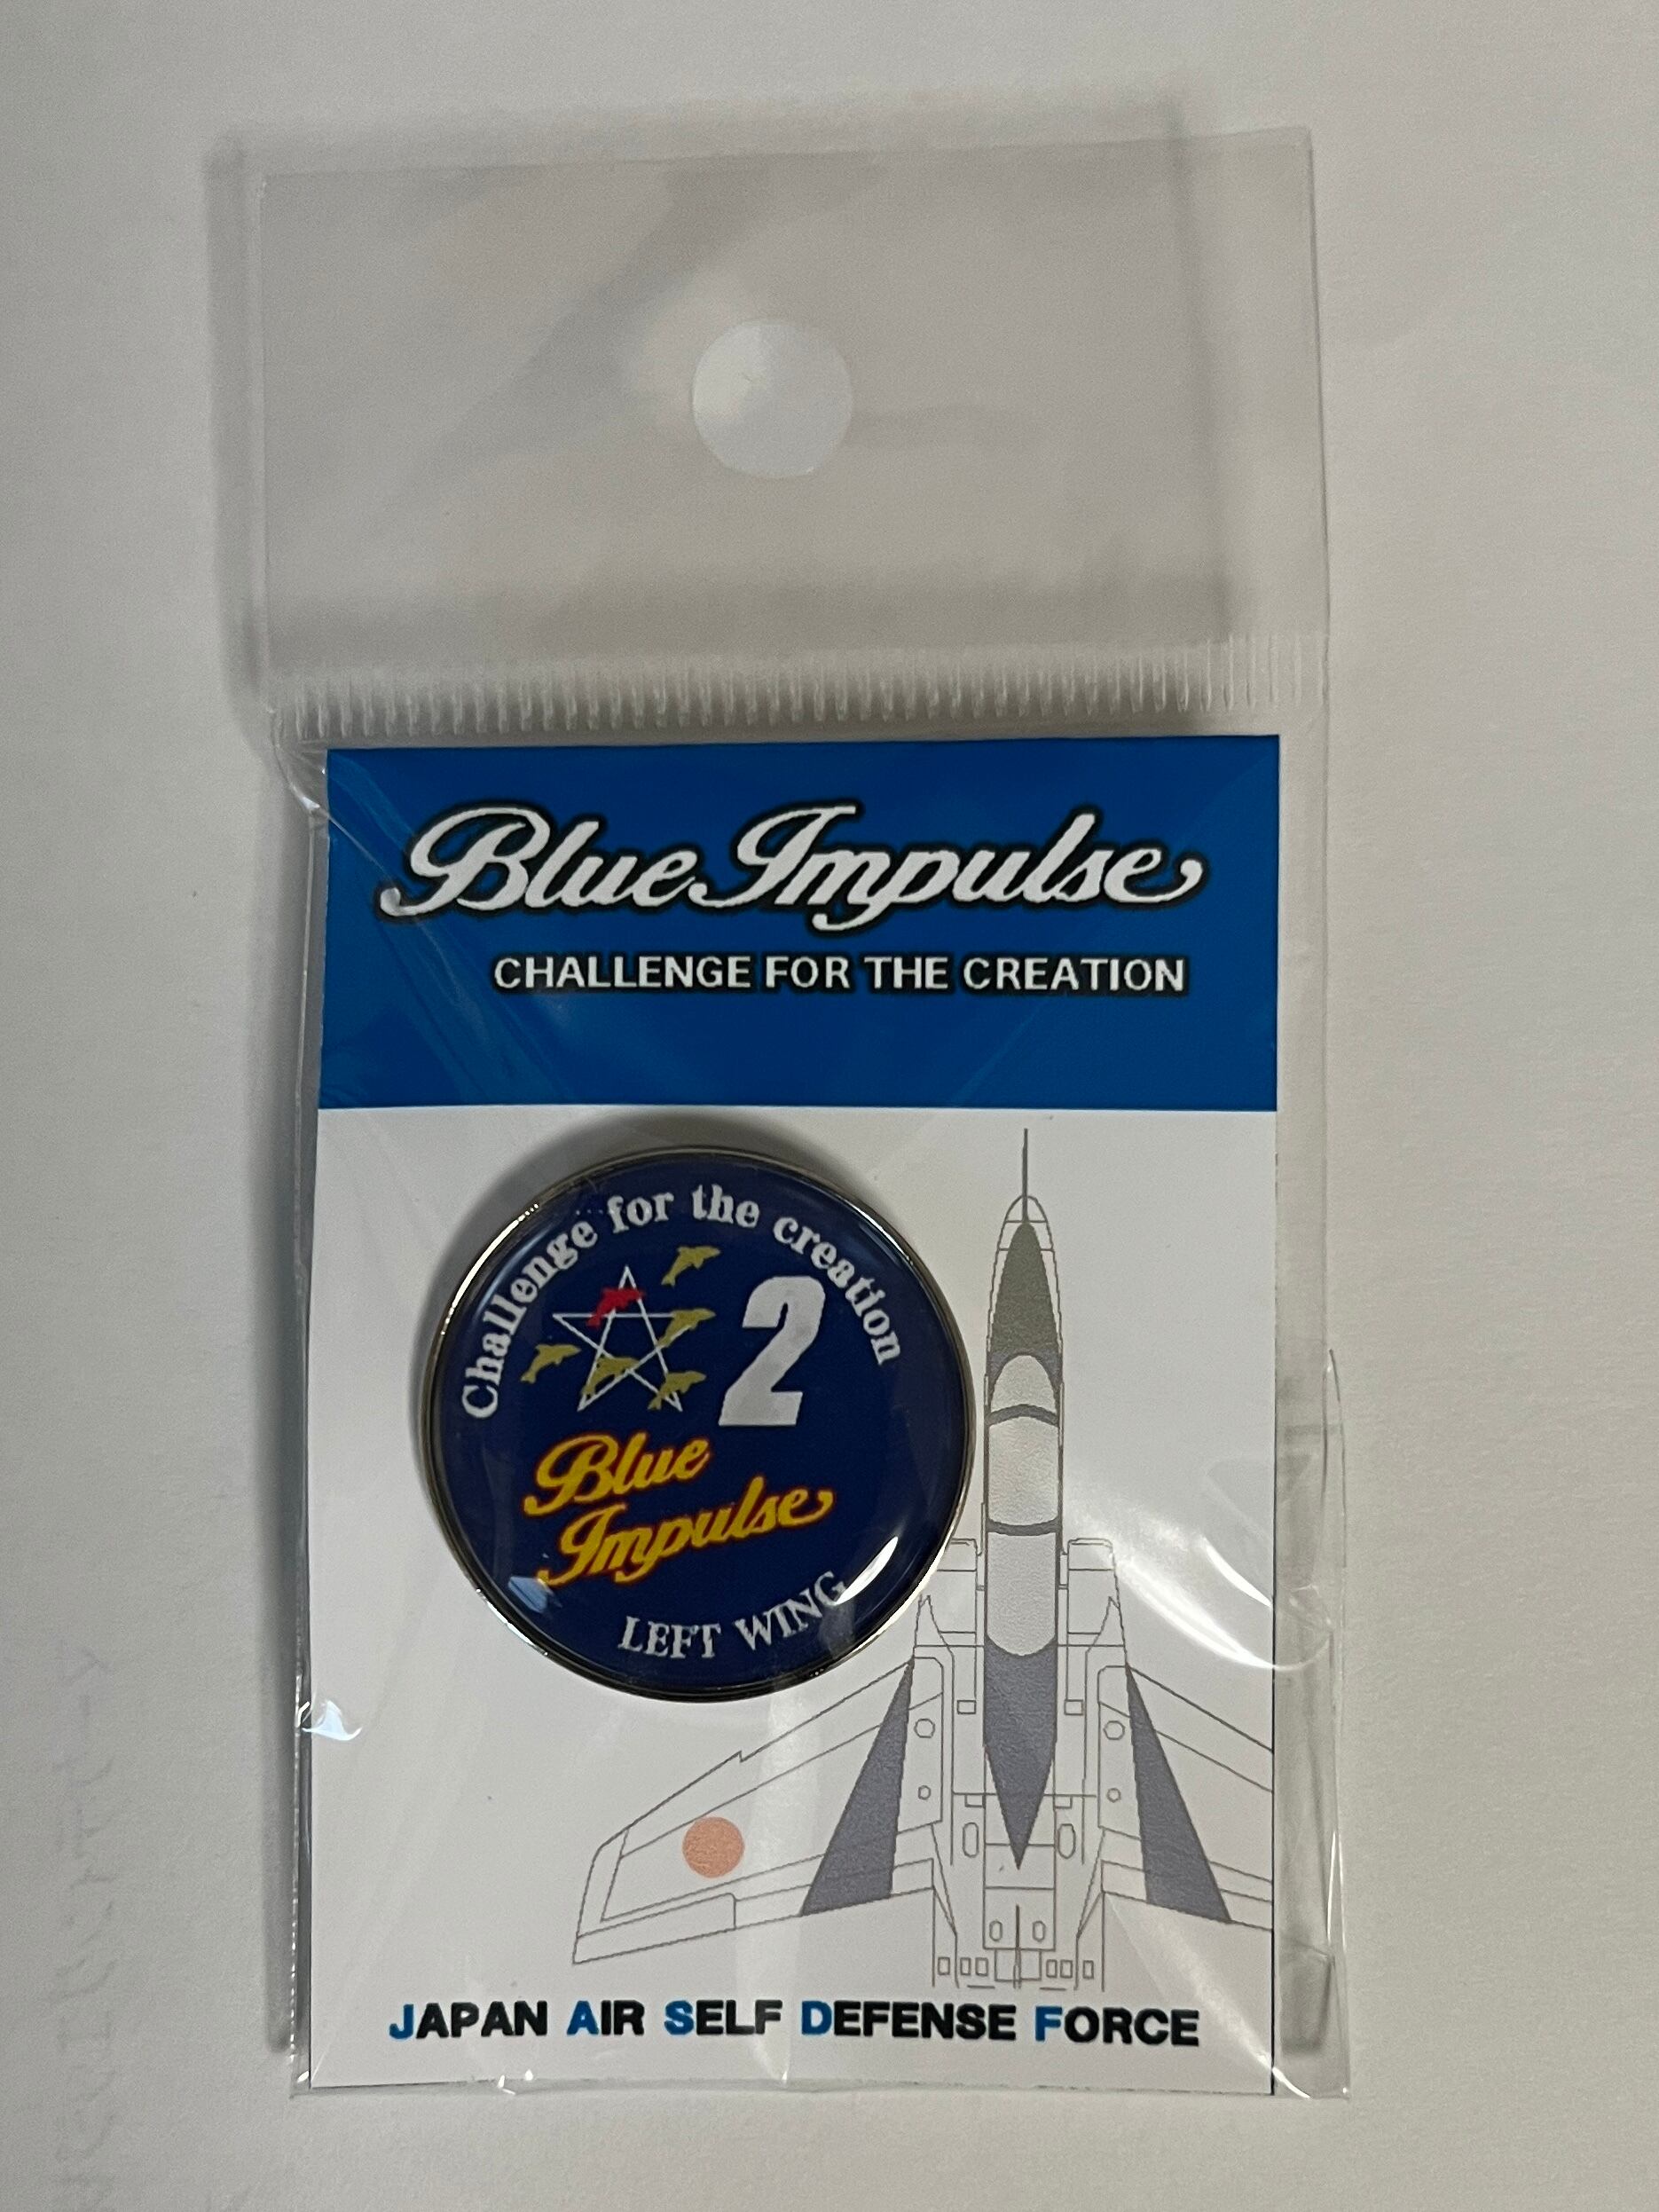 Blue Impulse
CHALLENGE FOR THE CREATION
Challenge for the creation
2
Blue
Impulse
LEFT WING
JAPAN AIR SELF DEFENSE FORCE